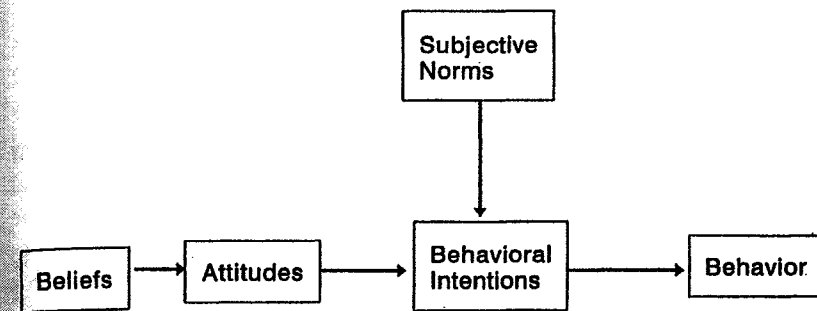 Subjective
Norms
Beliefs
Attitudes
Behavioral
Intentions
Behavior